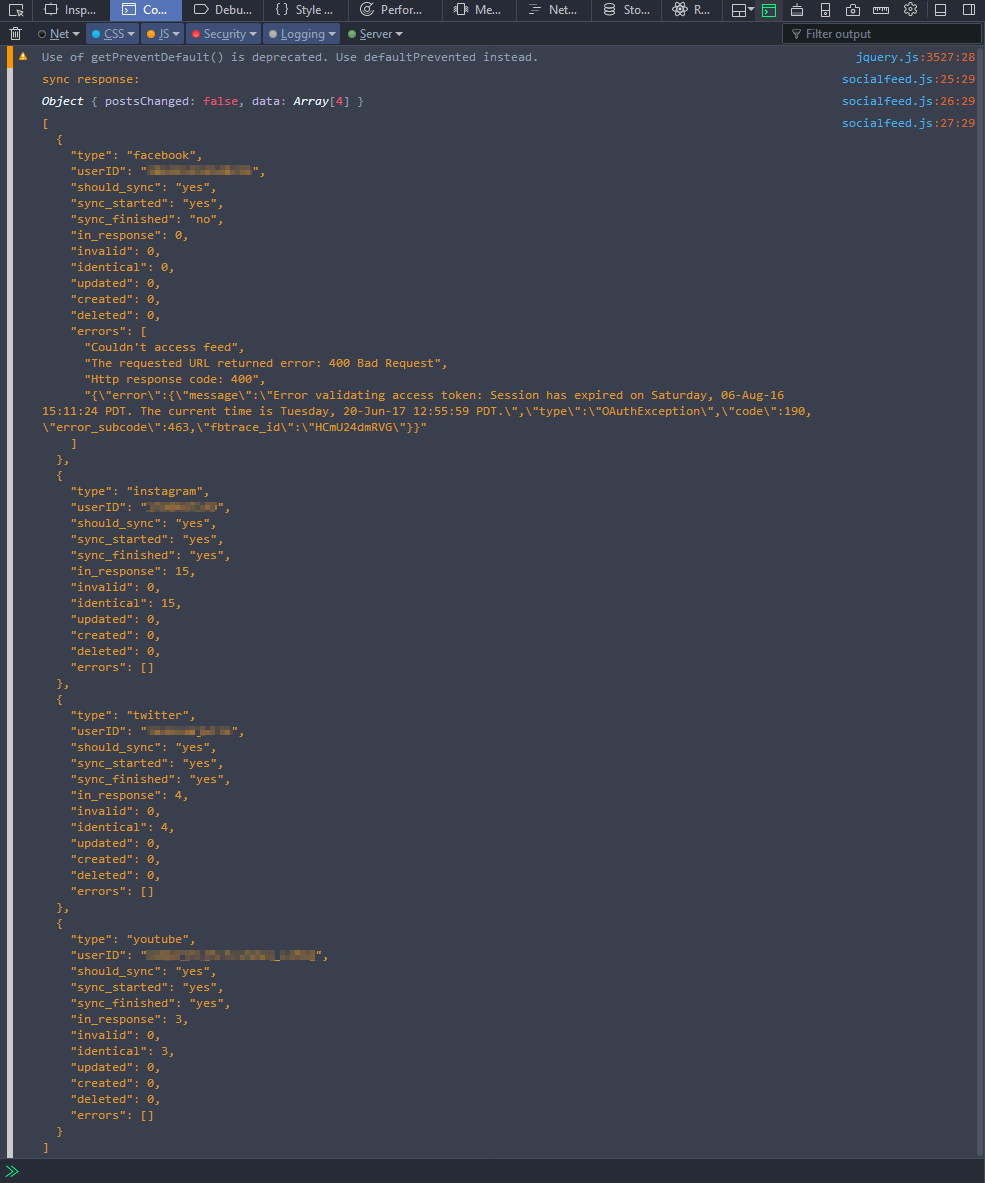 Insp... Co... Debu... { } Style ... Perfor... Me... Net... Sto... R...
Net CSS JS Security Logging Server Filter output
Use of getPreventDefault() is deprecated. Use defaultPrevented instead. jquery.js:3527:28
sync response: socialfeed.js:25:29
Object { postsChanged: false, data: Array[4] } socialfeed.js:26:29
[ socialfeed.js:27:29
{
"type": "facebook",
"userID": "",
"should_sync": "yes",
"sync_started": "yes",
"sync_finished": "no",
"in_response": 0,
"invalid": 0,
"identical": 0,
"updated": 0,
"created": 0,
"deleted": 0,
"errors": [
"Couldn't access feed",
"The requested URL returned error: 400 Bad Request",
"Http response code: 400",
"{\"error\":{\"message\":\"Error validating access token: Session has expired on Saturday, 06-Aug-16
15:11:24 PDT. The current time is Tuesday, 20-Jun-17 12:55:59 PDT.\",\"type\":\"OAuthException\",\"code\":190,
\"error_subcode\":463,\"fbtrace_id\":\"HCmU24dmRVG\"}}"
]
},
{
"type": "instagram",
"userID": "",
"should_sync": "yes",
"sync_started": "yes",
"sync_finished": "yes",
"in_response": 15,
"invalid": 0,
"identical": 15,
"updated": 0,
"created": 0,
"deleted": 0,
"errors": []
},
{
"type": "twitter",
"userID": "",
"should_sync": "yes",
"sync_started": "yes",
"sync_finished": "yes",
"in_response": 4,
"invalid": 0,
"identical": 4,
"updated": 0,
"created": 0,
"deleted": 0,
"errors": []
},
{
"type": "youtube",
"userID": "",
"should_sync": "yes",
"sync_started": "yes",
"sync_finished": "yes",
"in_response": 3,
"invalid": 0,
"identical": 3,
"updated": 0,
"created": 0,
"deleted": 0,
"errors": []
}
]